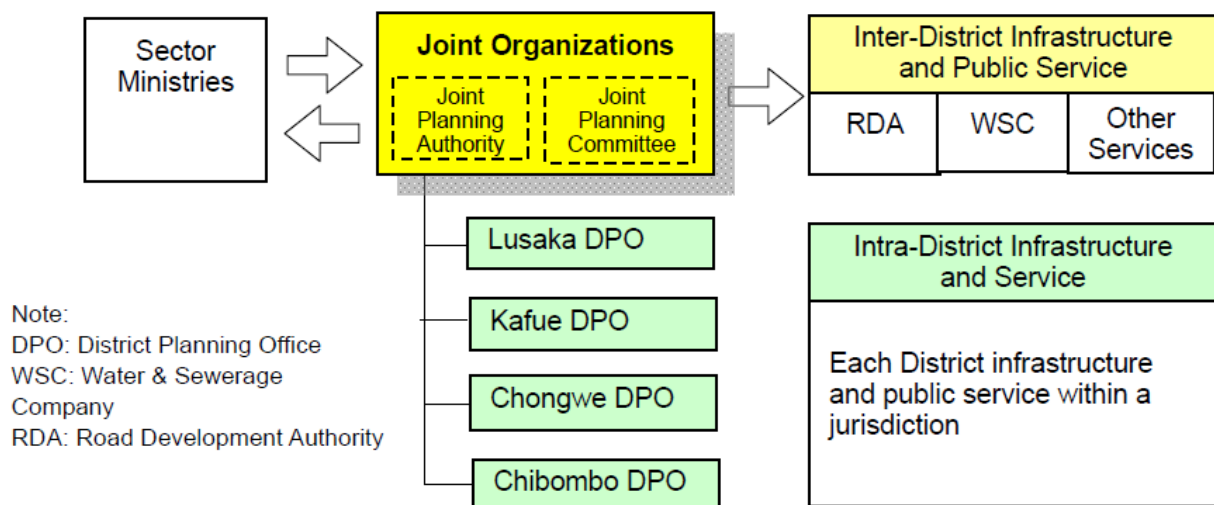 Sector
Ministries
Joint Organizations
Joint
Planning
Authority
Joint
Planning
Committee
Inter-District Infrastructure
and Public Service
RDA
WSC
Other
Services
Lusaka DPO
Kafue DPO
Chongwe DPO
Chibombo DPO
Intra-District Infrastructure
and Service
Each District infrastructure
and public service within a
jurisdiction
Note:
DPO: District Planning Office
WSC: Water & Sewerage
Company
RDA: Road Development Authority